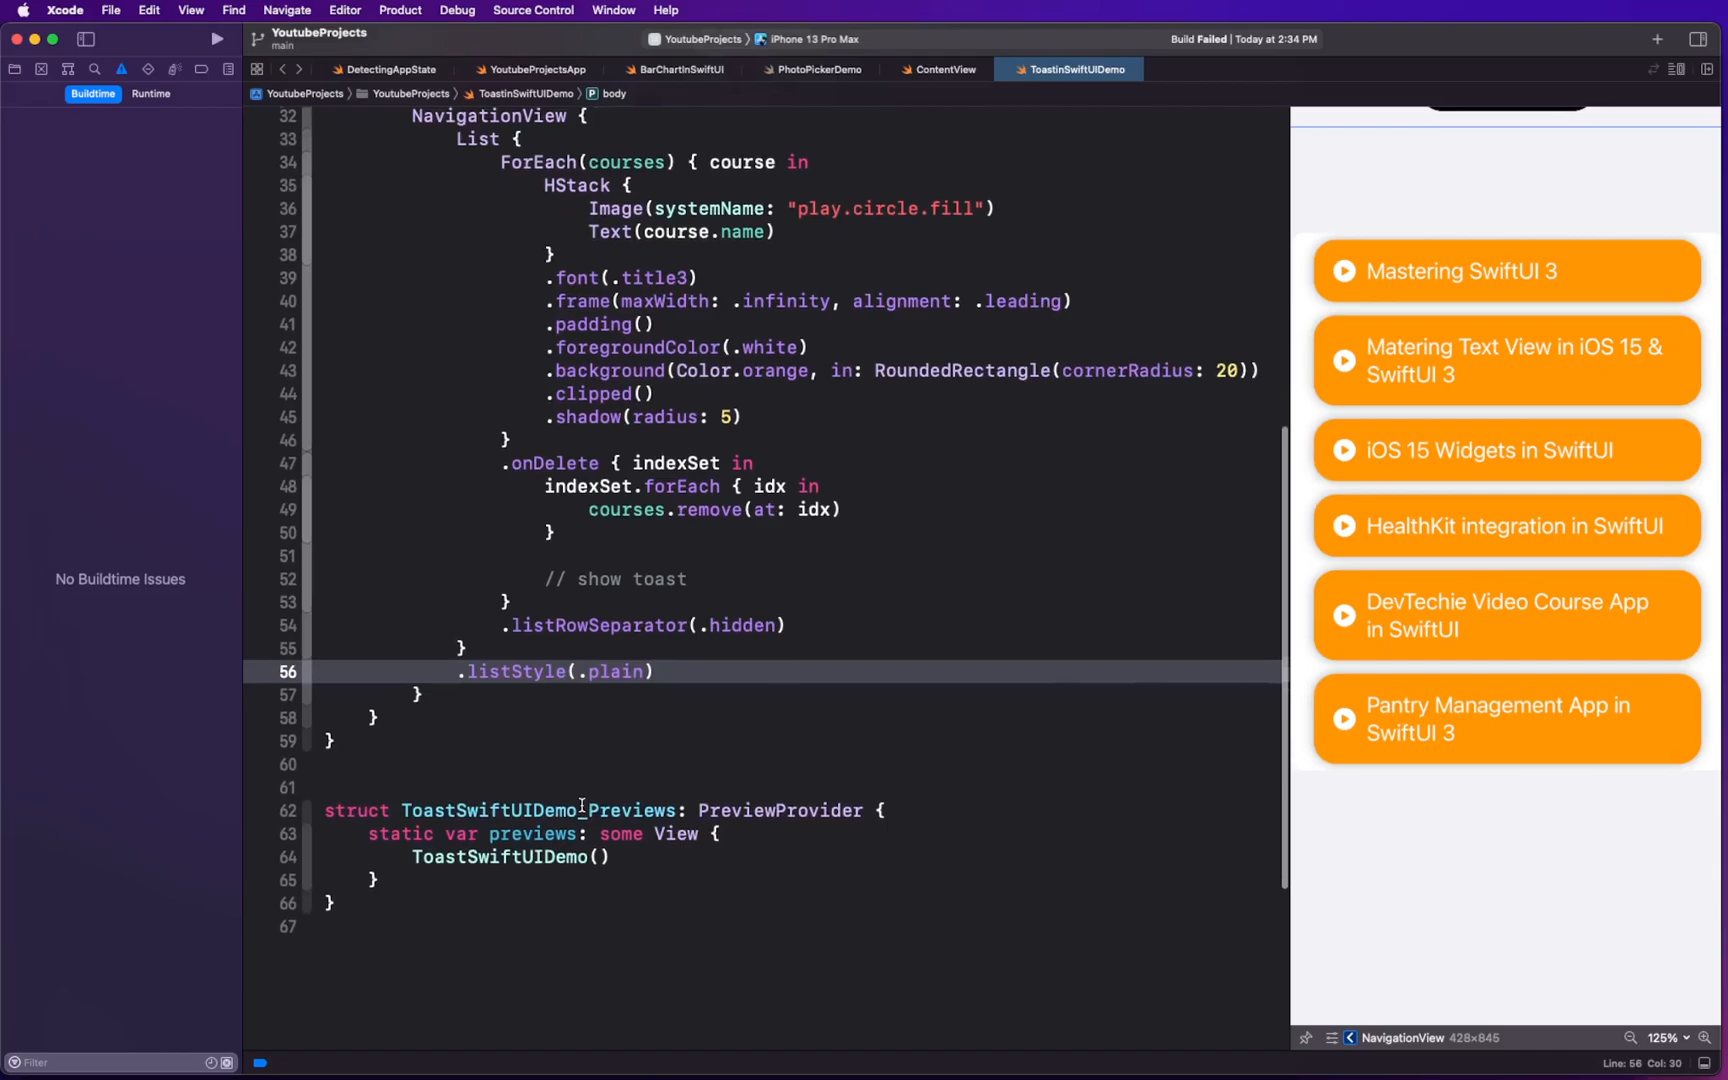 Xcode File Edit View Find Navigate Editor Product Debug Source Control Window Help
YoutubeProjects
main
YoutubeProjects iPhone 13 Pro Max
Build Failed | Today at 2:34 PM
DetectingAppState YoutubeProjectsApp BarChartInSwiftUI PhotoPickerDemo ContentView ToastinSwiftUIDemo
Buildtime Runtime
YoutubeProjects YoutubeProjects ToastinSwiftUIDemo P body
32 NavigationView {
33 List {
34 ForEach(courses) { course in
35 HStack {
36 Image(systemName: "play.circle.fill")
37 Text(course.name)
38 }
39 .font(.title3)
40 .frame(maxWidth: .infinity, alignment: .leading)
41 .padding()
42 .foregroundColor(.white)
43 .background(Color.orange, in: RoundedRectangle(cornerRadius: 20))
44 .clipped()
45 .shadow(radius: 5)
46 }
47 .onDelete { indexSet in
48 indexSet.forEach { idx in
49 courses.remove(at: idx)
50 }
51
52 // show toast
53 }
54 .listRowSeparator(.hidden)
55 }
56 .listStyle(.plain)
57 }
58 }
59 }
60
61
62 struct ToastSwiftUIDemo_Previews: PreviewProvider {
63 static var previews: some View {
64 ToastSwiftUIDemo()
65 }
66 }
67
No Buildtime Issues
Mastering SwiftUI 3
Matering Text View in iOS 15 &
SwiftUI 3
iOS 15 Widgets in SwiftUI
HealthKit integration in SwiftUI
DevTechie Video Course App
in SwiftUI
Pantry Management App in
SwiftUI 3
NavigationView 428×845
125%
Filter
Line: 56 Col: 30